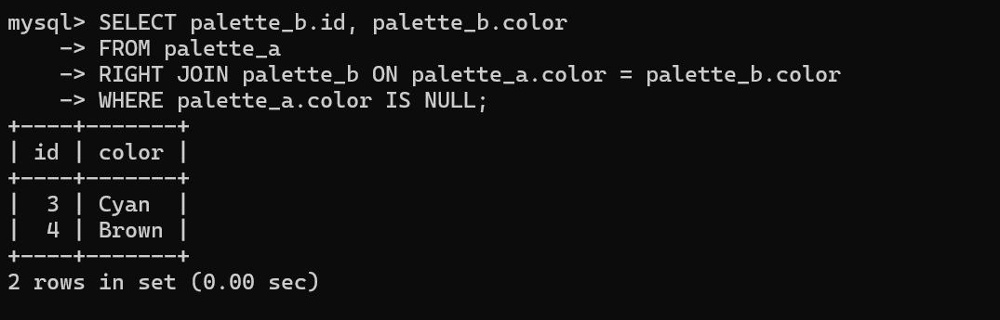 mysql> SELECT palette_b.id, palette_b.color
    -> FROM palette_a
    -> RIGHT JOIN palette_b ON palette_a.color = palette_b.color
    -> WHERE palette_a.color IS NULL;
+----+-------+
| id | color |
+----+-------+
|  3 | Cyan  |
|  4 | Brown |
+----+-------+
2 rows in set (0.00 sec)